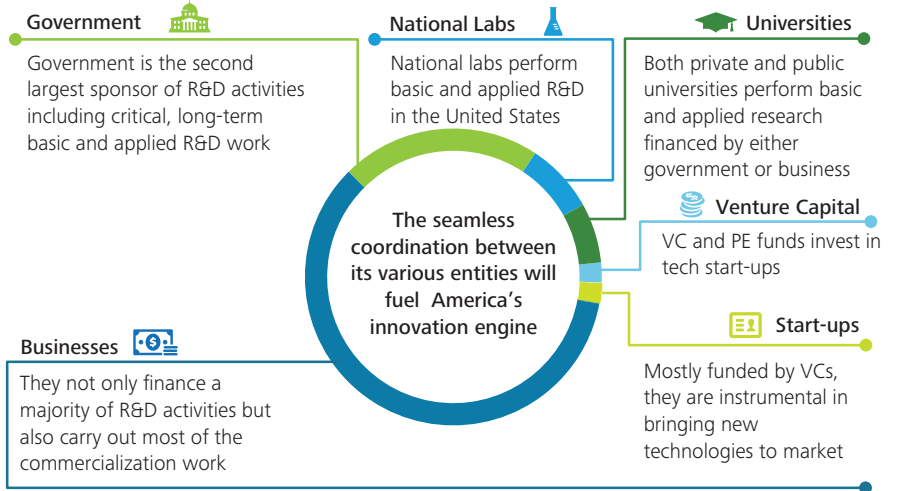 Government
Government is the second
largest sponsor of R&D activities
including critical, long-term
basic and applied R&D work
National Labs
National labs perform
basic and applied R&D
in the United States
Universities
Both private and public
universities perform basic
and applied research
financed by either
government or business
The seamless
coordination between
its various entities will
fuel America's
innovation engine
Venture Capital
VC and PE funds invest in
tech start-ups
Start-ups
Mostly funded by VCs,
they are instrumental in
bringing new
technologies to market
Businesses
They not only finance a
majority of R&D activities but
also carry out most of the
commercialization work